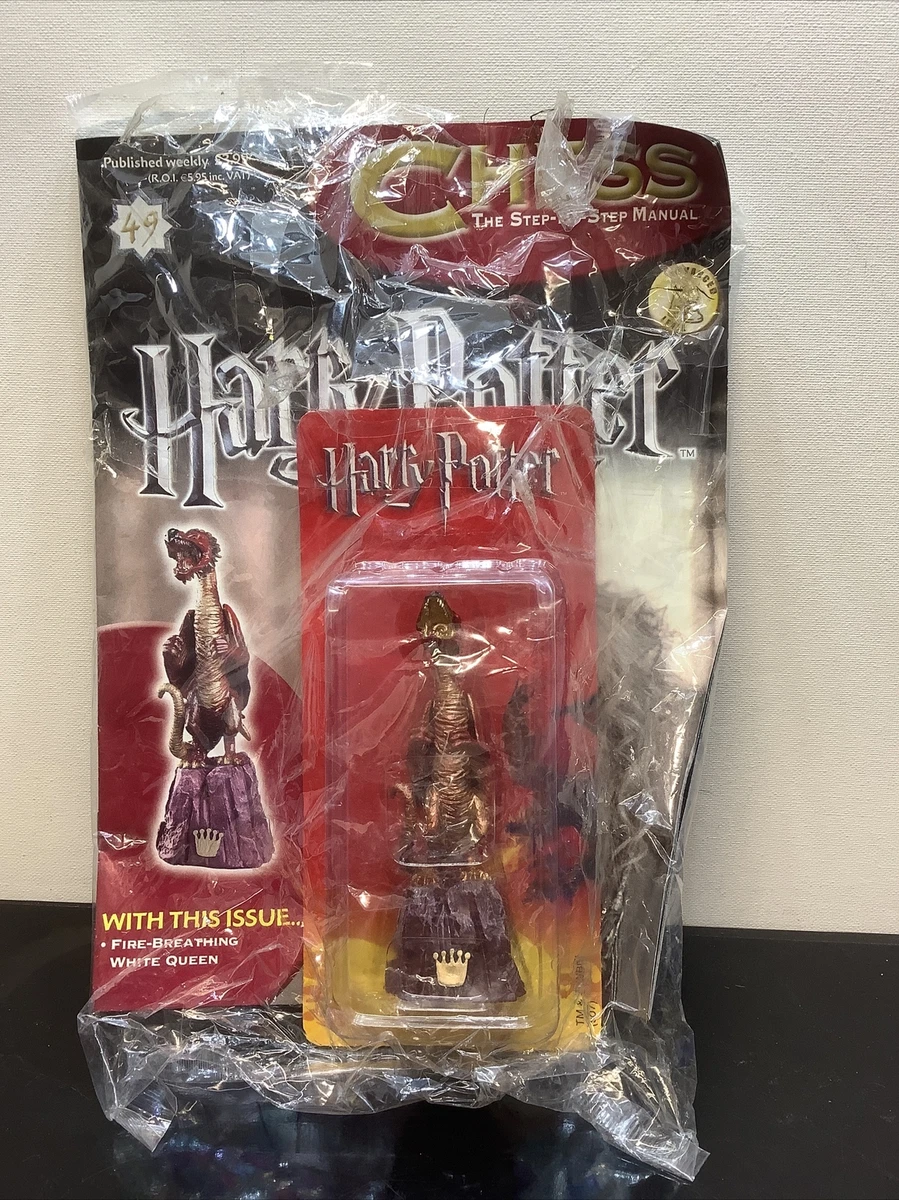 Published weekly
(R.O.I. €5.95 inc. VAT)
49
CHESS
THE STEP-BY-STEP MANUAL
Harry Potter™
Harry Potter
WITH THIS ISSUE...
• FIRE-BREATHING
WHITE QUEEN
TM &